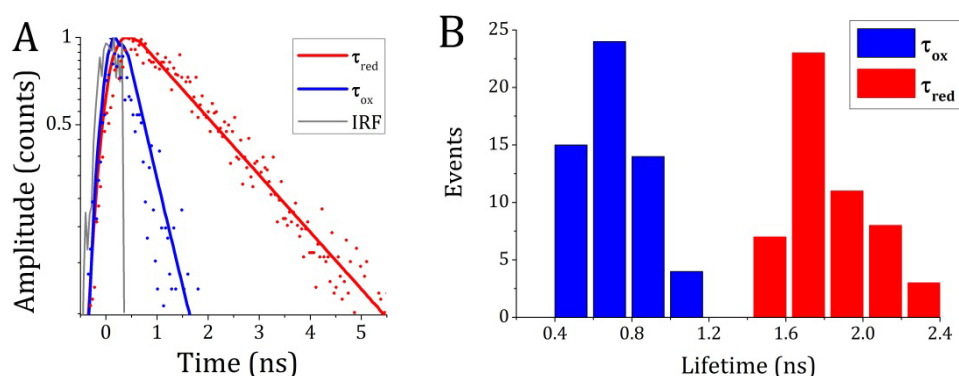 A
1
0.5
Amplitude (counts)
τred
τox
IRF
0 1 2 3 4 5
Time (ns)
B
25
20
15
10
5
0
Events
τox
τred
0.4 0.8 1.2 1.6 2.0 2.4
Lifetime (ns)